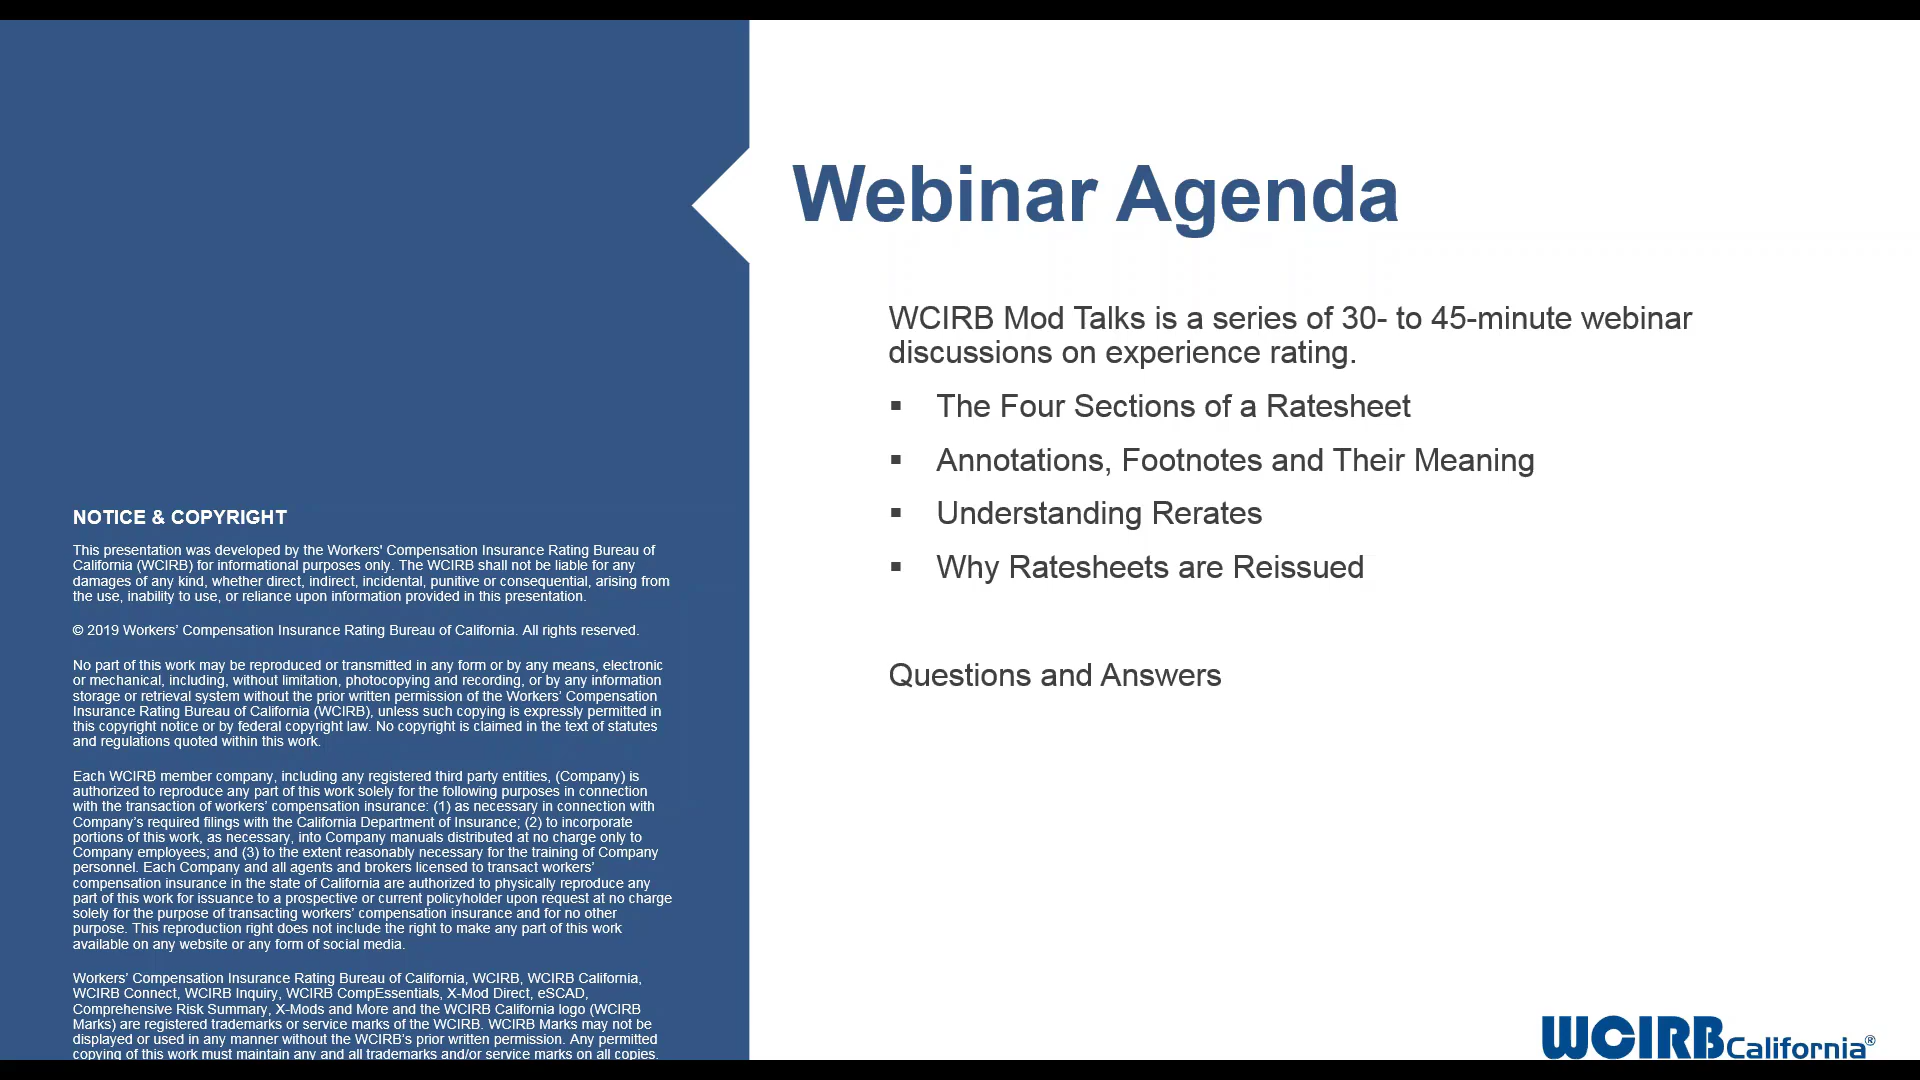 Webinar Agenda
WCIRB Mod Talks is a series of 30- to 45-minute webinar
discussions on experience rating.
▪ The Four Sections of a Ratesheet
▪ Annotations, Footnotes and Their Meaning
▪ Understanding Rerates
▪ Why Ratesheets are Reissued
Questions and Answers
NOTICE & COPYRIGHT
This presentation was developed by the Workers' Compensation Insurance Rating Bureau of
California (WCIRB) for informational purposes only. The WCIRB shall not be liable for any
damages of any kind, whether direct, indirect, incidental, punitive or consequential, arising from
the use, inability to use, or reliance upon information provided in this presentation.
© 2019 Workers’ Compensation Insurance Rating Bureau of California. All rights reserved.
No part of this work may be reproduced or transmitted in any form or by any means, electronic
or mechanical, including, without limitation, photocopying and recording, or by any information
storage or retrieval system without the prior written permission of the Workers’ Compensation
Insurance Rating Bureau of California (WCIRB), unless such copying is expressly permitted in
this copyright notice or by federal copyright law. No copyright is claimed in the text of statutes
and regulations quoted within this work.
Each WCIRB member company, including any registered third party entities, (Company) is
authorized to reproduce any part of this work solely for the following purposes in connection
with the transaction of workers’ compensation insurance: (1) as necessary in connection with
Company’s required filings with the California Department of Insurance; (2) to incorporate
portions of this work, as necessary, into Company manuals distributed at no charge only to
Company employees; and (3) to the extent reasonably necessary for the training of Company
personnel. Each Company and all agents and brokers licensed to transact workers’
compensation insurance in the state of California are authorized to physically reproduce any
part of this work for issuance to a prospective or current policyholder upon request at no charge
solely for the purpose of transacting workers’ compensation insurance and for no other
purpose. This reproduction right does not include the right to make any part of this work
available on any website or any form of social media.
Workers’ Compensation Insurance Rating Bureau of California, WCIRB, WCIRB California,
WCIRB Connect, WCIRB Inquiry, WCIRB CompEssentials, X-Mod Direct, eSCAD,
Comprehensive Risk Summary, X-Mods and More and the WCIRB California logo (WCIRB
Marks) are registered trademarks or service marks of the WCIRB. WCIRB Marks may not be
displayed or used in any manner without the WCIRB’s prior written permission. Any permitted
copying of this work must maintain any and all trademarks and/or service marks on all copies.
WCIRB California®